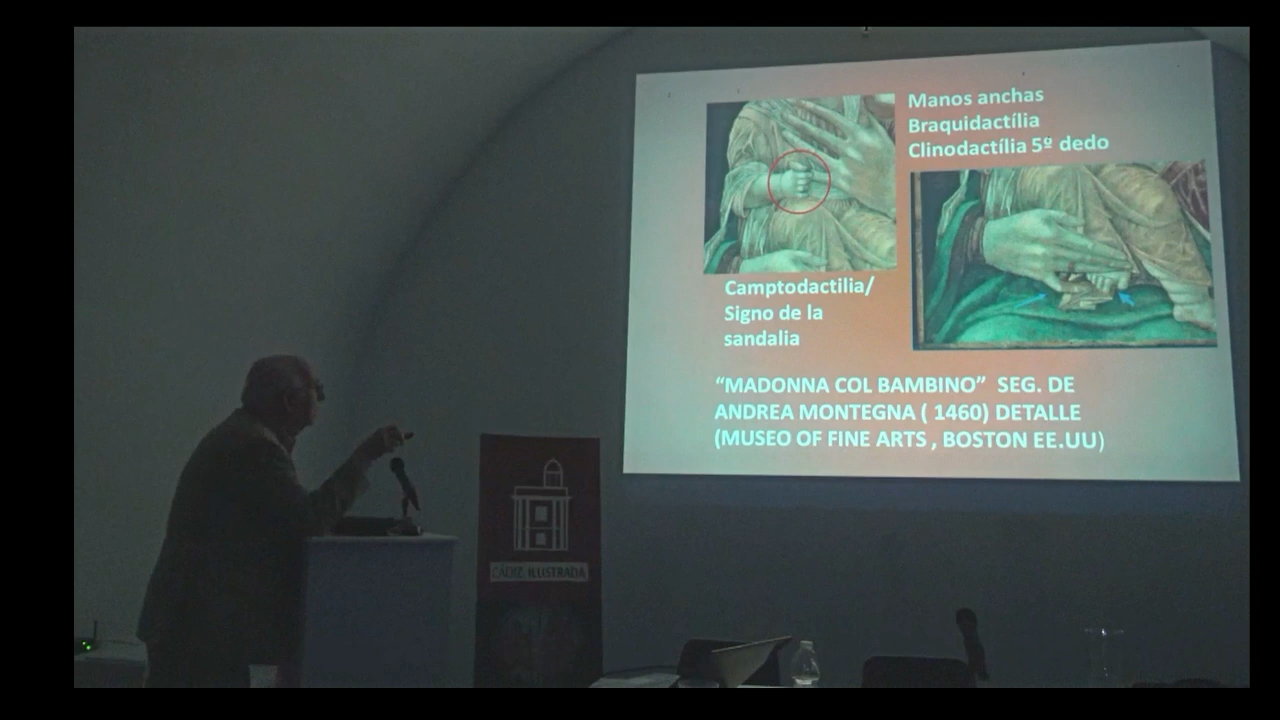 Manos anchas
Braquidactília
Clinodactília 5º dedo
Camptodactilia/
Signo de la
sandalia
“MADONNA COL BAMBINO” SEG. DE
ANDREA MONTEGNA ( 1460) DETALLE
(MUSEO OF FINE ARTS , BOSTON EE.UU)
CÁDIZ ILUSTRADA